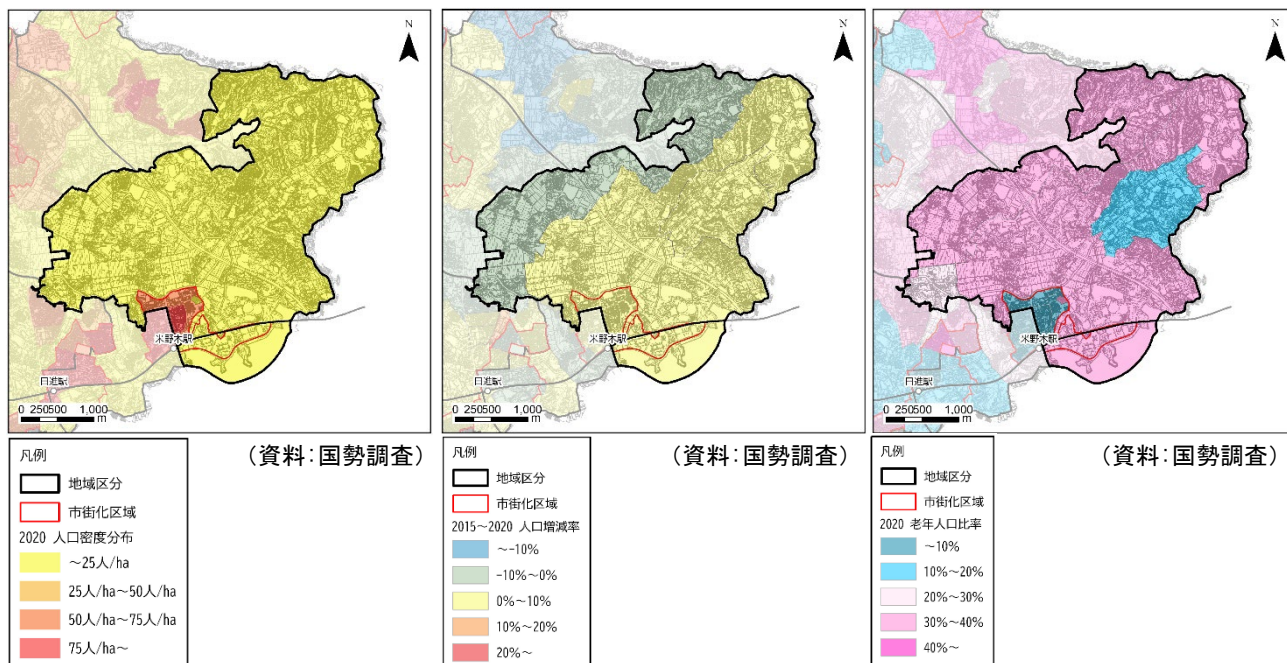 N
米野木駅
日進駅
0 250500 1,000
m
(資料:国勢調査)
凡例
地域区分
市街化区域
2020 人口密度分布
～25人/ha
25人/ha～50人/ha
50人/ha～75人/ha
75人/ha～
N
米野木駅
日進駅
0 250500 1,000
m
(資料:国勢調査)
凡例
地域区分
市街化区域
2015～2020 人口増減率
～-10%
-10%～0%
0%～10%
10%～20%
20%～
N
米野木駅
日進駅
0 250500 1,000
m
(資料:国勢調査)
凡例
地域区分
市街化区域
2020 老年人口比率
～10%
10%～20%
20%～30%
30%～40%
40%～